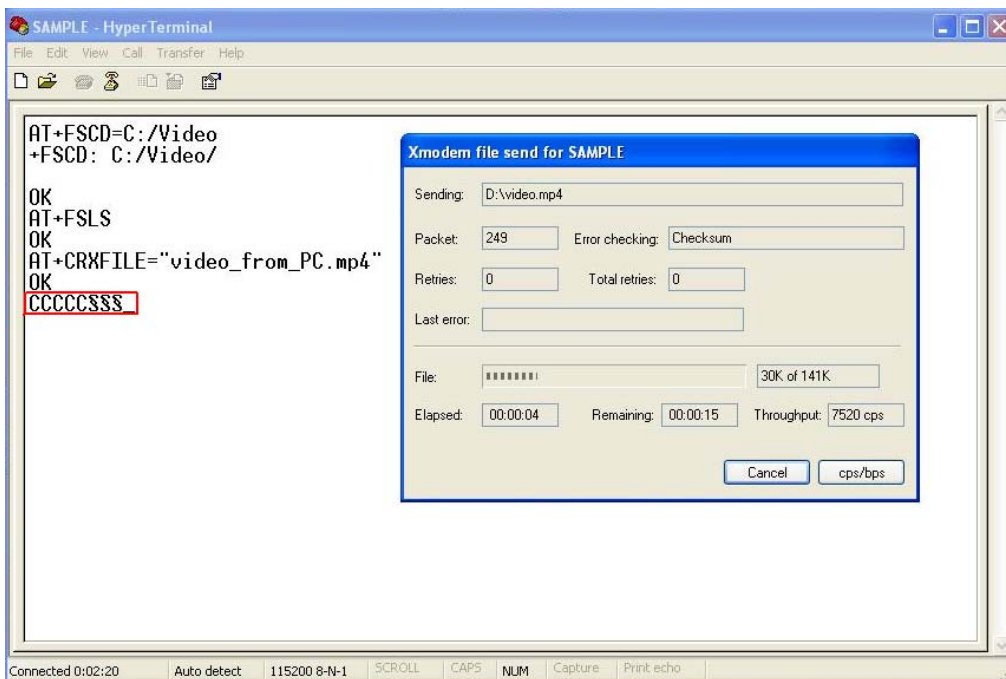 SAMPLE - HyperTerminal
File Edit View Call Transfer Help
AT+FSCD=C:/Video
+FSCD: C:/Video/
OK
AT+FSLS
OK
AT+CRXFILE="video_from_PC.mp4"
OK
CCCCC§§§_
Xmodem file send for SAMPLE
Sending: D:\video.mp4
Packet: 249 Error checking: Checksum
Retries: 0 Total retries: 0
Last error:
File: 30K of 141K
Elapsed: 00:00:04 Remaining: 00:00:15 Throughput: 7520 cps
Cancel cps/bps
Connected 0:02:20 Auto detect 115200 8-N-1 SCROLL CAPS NUM Capture Print echo